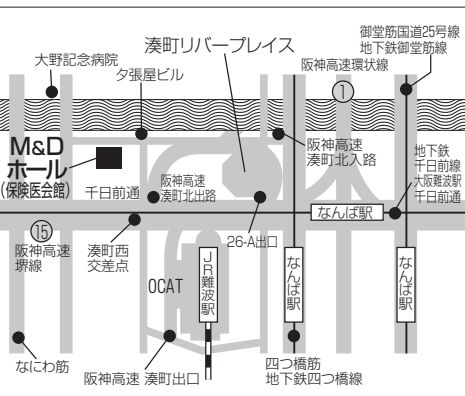 御堂筋国道25号線
地下鉄御堂筋線
湊町リバープレイス
大野記念病院
阪神高速環状線
夕張屋ビル
①
M&D
ホール
(保険医会館)
阪神高速
湊町北入路
地下鉄
千日前線
大阪難波駅
千日前通
阪神高速
湊町北出路
千日前通
なんば駅
⑮
阪神高速
堺線
湊町西
交差点
26-A出口
OCAT
JR難波駅
なんば駅
なんば駅
なにわ筋
阪神高速 湊町出口
四つ橋筋
地下鉄四つ橋線